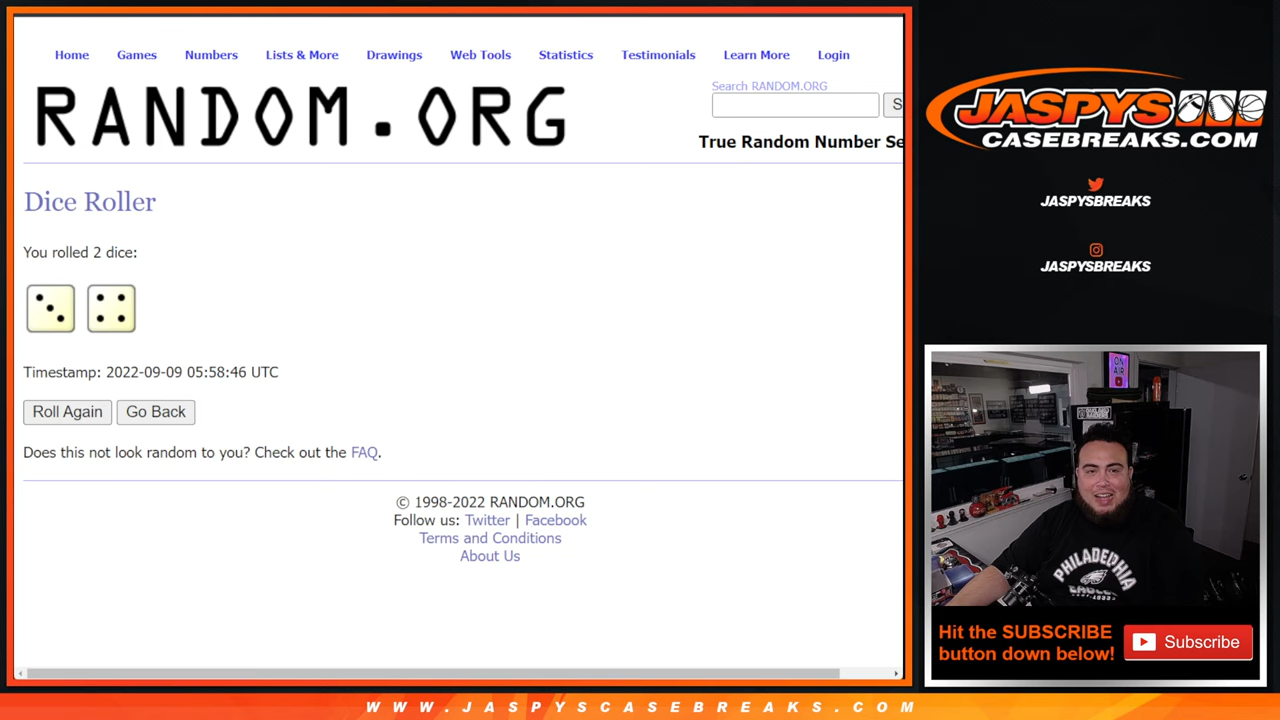 Home Games Numbers Lists & More Drawings Web Tools Statistics Testimonials Learn More Login
RANDOM.ORG
Search RANDOM.ORG
S
True Random Number Se
Dice Roller
You rolled 2 dice:
Timestamp: 2022-09-09 05:58:46 UTC
Roll Again Go Back
Does this not look random to you? Check out the FAQ.
© 1998-2022 RANDOM.ORG
Follow us: Twitter | Facebook
Terms and Conditions
About Us
JASPYS
CASEBREAKS.COM
JASPYSBREAKS
JASPYSBREAKS
ON
AIR
PHILADELPHIA
EAGLES
Hit the SUBSCRIBE
button down below!
Subscribe
WWW.JASPYSCASEBREAKS.COM